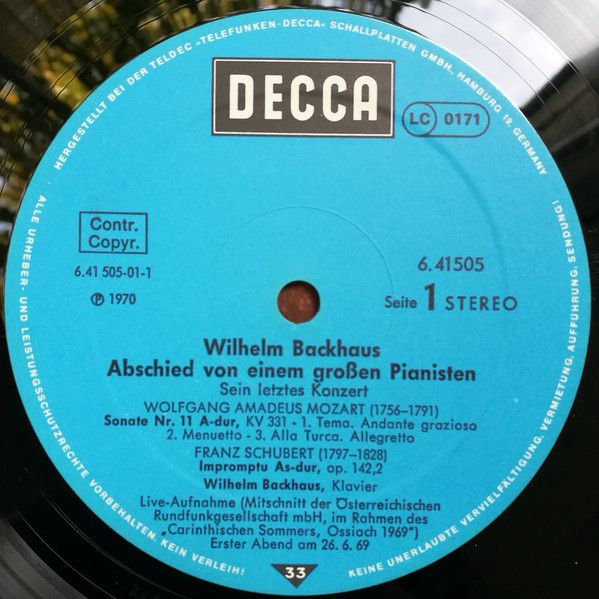 HERGESTELLT BEI DER TELDEC »TELEFUNKEN-DECCA« SCHALLPLATTEN GMBH., HAMBURG 19, GERMANY
DECCA
LC 0171
Contr.
Copyr.
6.41 505-01-1
Ⓟ 1970
6.41505
Seite 1 STEREO
Wilhelm Backhaus
Abschied von einem großen Pianisten
Sein letztes Konzert
WOLFGANG AMADEUS MOZART (1756–1791)
Sonate Nr. 11 A-dur, KV 331 - 1. Tema. Andante grazioso
2. Menuetto - 3. Alla Turca. Allegretto
FRANZ SCHUBERT (1797–1828)
Impromptu As-dur, op. 142,2
Wilhelm Backhaus, Klavier
Live-Aufnahme (Mitschnitt der Österreichischen
Rundfunkgesellschaft mbH, im Rahmen des
„Carinthischen Sommers, Ossiach 1969”)
Erster Abend am 26.6.69
33
ALLE URHEBER- UND LEISTUNGSSCHUTZRECHTE VORBEHALTEN. KEIN VERLEIH!
KEINE UNERLAUBTE VERVIELFÄLTIGUNG, VERMIETUNG, AUFFÜHRUNG, SENDUNG!